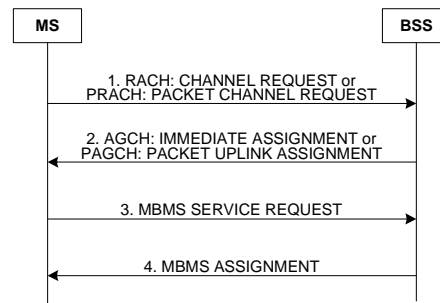 MS
BSS
1. RACH: CHANNEL REQUEST or
PRACH: PACKET CHANNEL REQUEST
2. AGCH: IMMEDIATE ASSIGNMENT or
PAGCH: PACKET UPLINK ASSIGNMENT
3. MBMS SERVICE REQUEST
4. MBMS ASSIGNMENT